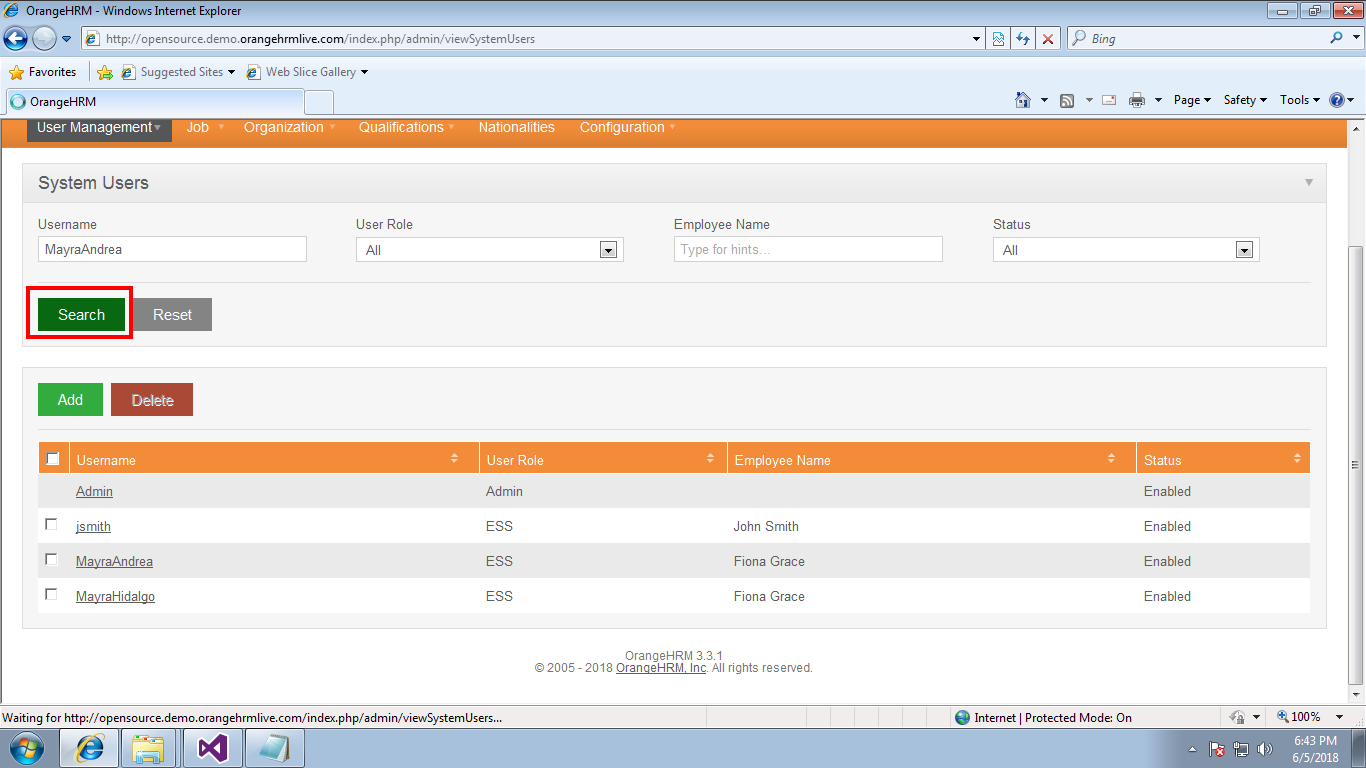 OrangeHRM - Windows Internet Explorer
http://opensource.demo.orangehrmlive.com/index.php/admin/viewSystemUsers
Bing
Favorites Suggested Sites Web Slice Gallery
OrangeHRM
Page Safety Tools
User Management Job Organization Qualifications Nationalities Configuration
System Users
Username User Role Employee Name Status
MayraAndrea All Type for hints... All
Search Reset
Add Delete
Username User Role Employee Name Status
Admin Admin Enabled
jsmith ESS John Smith Enabled
MayraAndrea ESS Fiona Grace Enabled
MayraHidalgo ESS Fiona Grace Enabled
OrangeHRM 3.3.1
© 2005 - 2018 OrangeHRM, Inc. All rights reserved.
Waiting for http://opensource.demo.orangehrmlive.com/index.php/admin/viewSystemUsers... Internet | Protected Mode: On 100%
6:43 PM
6/5/2018